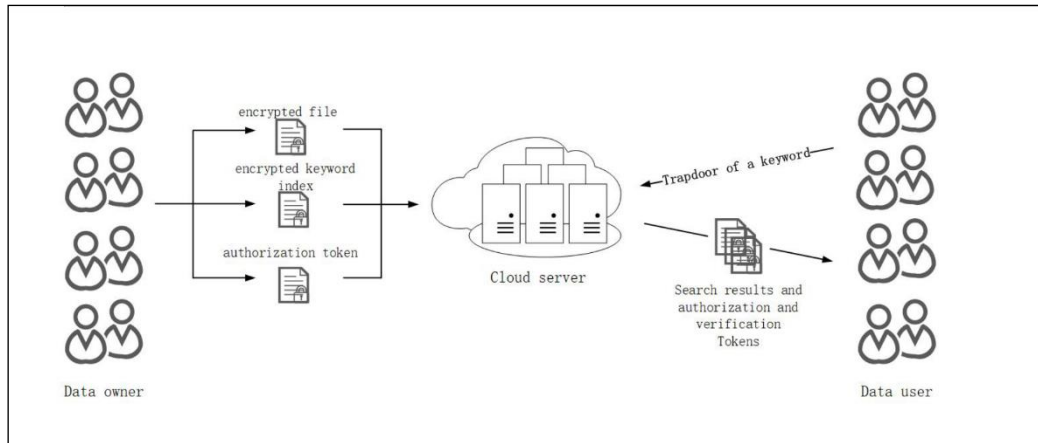 encrypted file
encrypted keyword
index
authorization token
Data owner
Cloud server
Trapdoor of a keyword
Search results and
authorization and
verification
Tokens
Data user